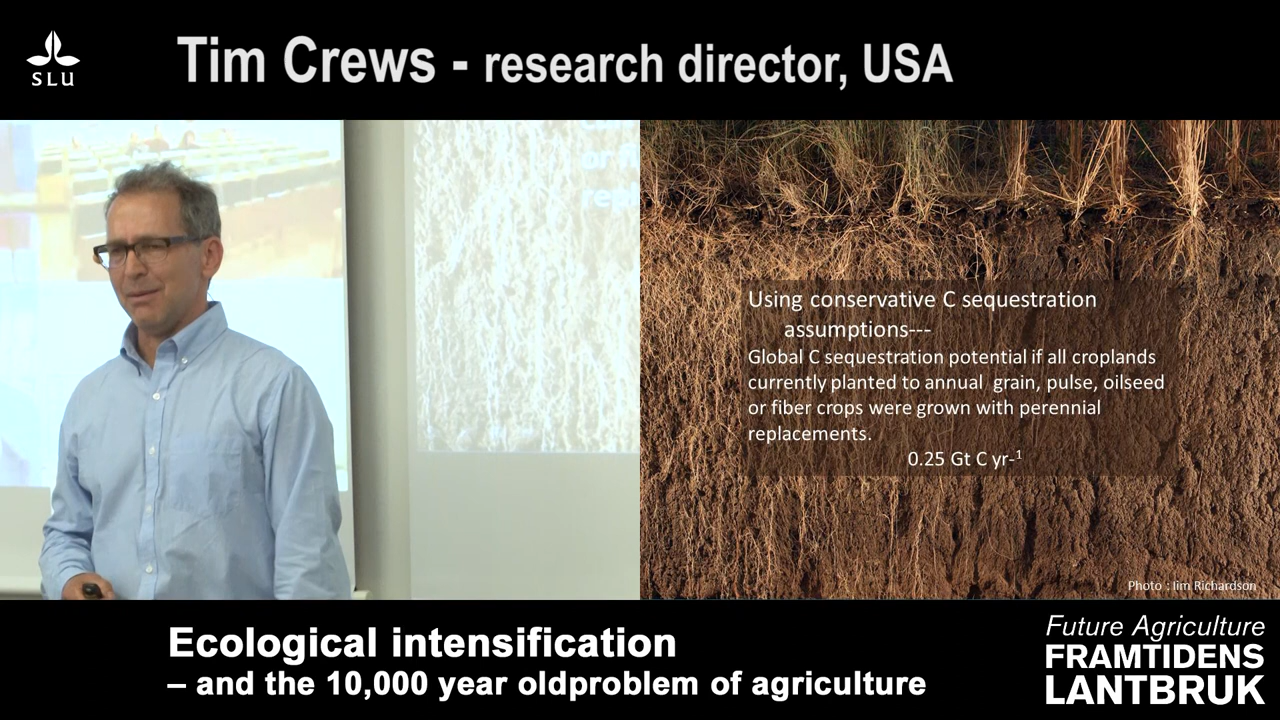 SLU
Tim Crews - research director, USA
Using conservative C sequestration
assumptions---
Global C sequestration potential if all croplands
currently planted to annual grain, pulse, oilseed
or fiber crops were grown with perennial
replacements.
0.25 Gt C yr-¹
Photo : Jim Richardson
Ecological intensification
– and the 10,000 year oldproblem of agriculture
Future Agriculture
FRAMTIDENS
LANTBRUK